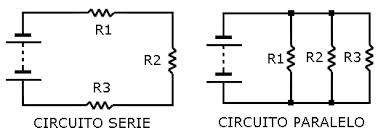 R1
R2
R3
CIRCUITO SERIE
R1 R2 R3
CIRCUITO PARALELO